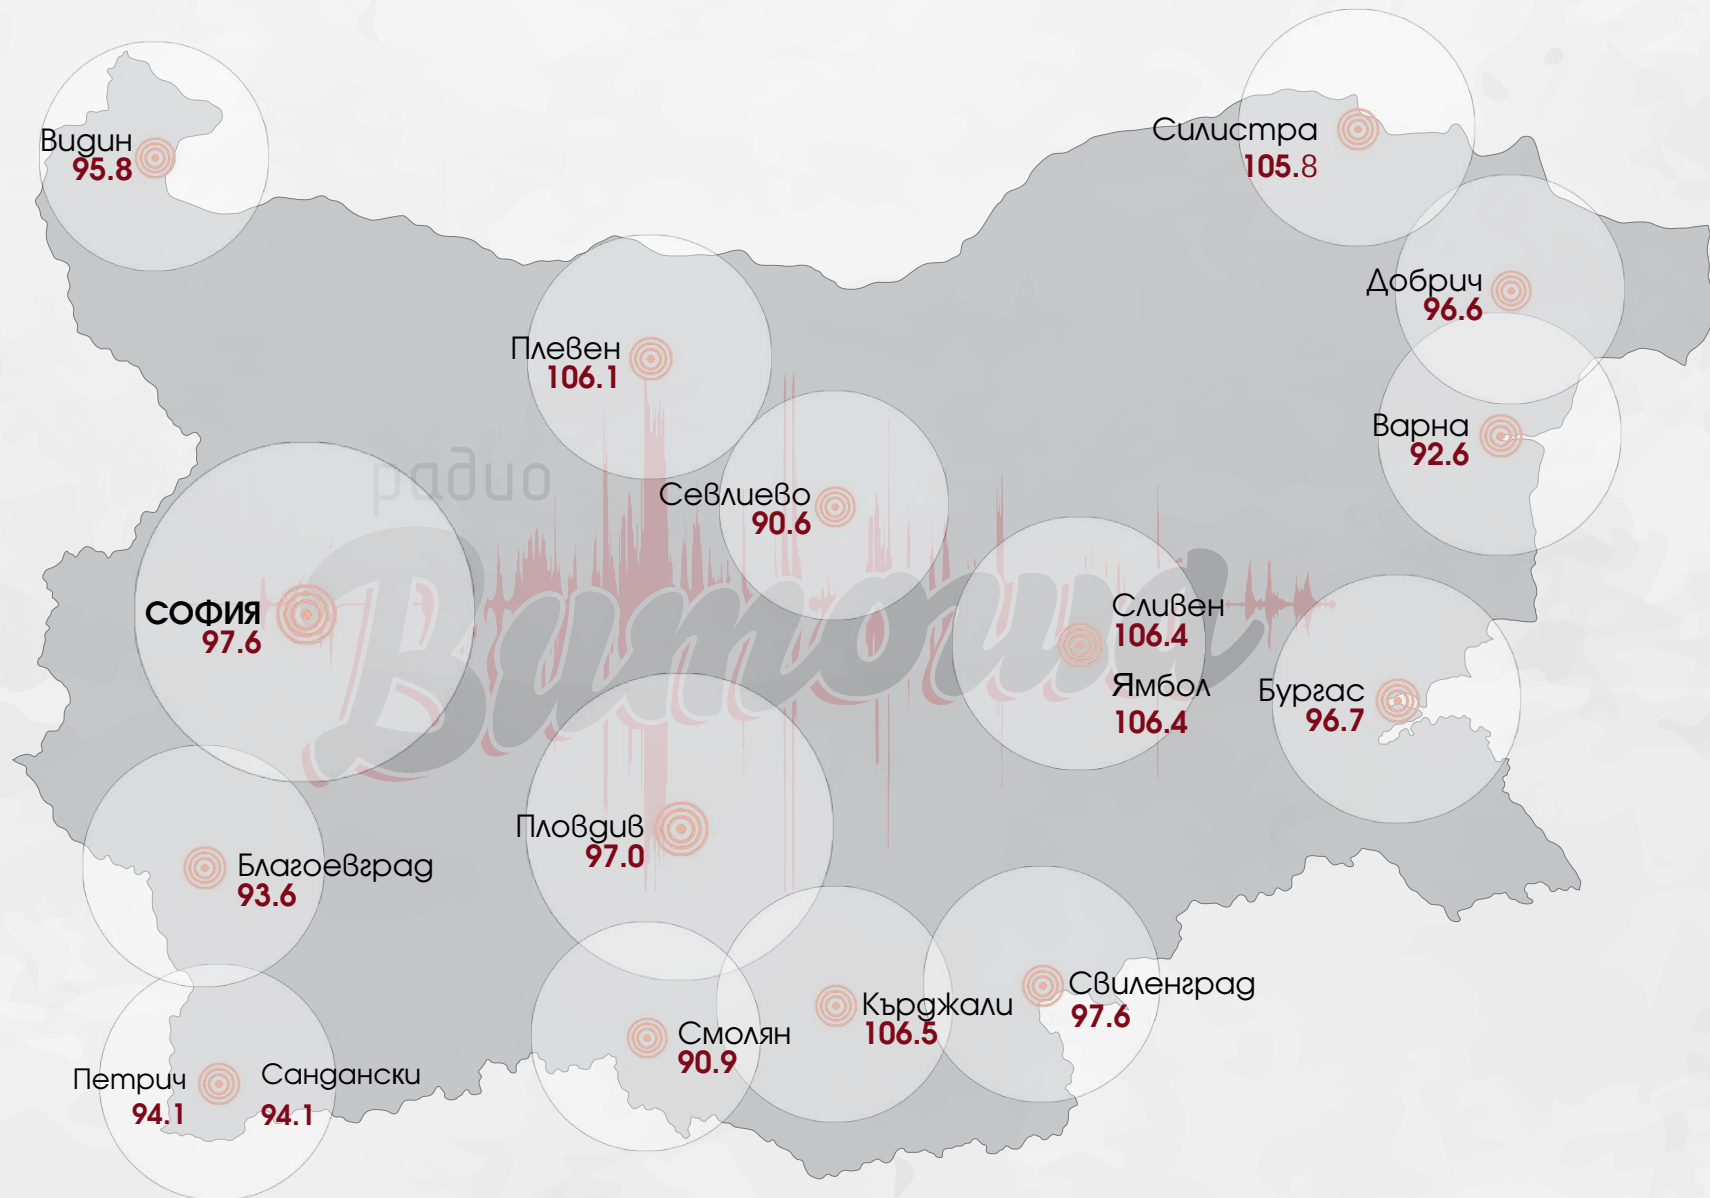 Видин
95.8
Силистра
105.8
Добрич
96.6
Плевен
106.1
Варна
92.6
радио
Витоша
Севлиево
90.6
СОФИЯ
97.6
Сливен
106.4
Ямбол
106.4
Бургас
96.7
Пловдив
97.0
Благоевград
93.6
Свиленград
97.6
Кърджали
106.5
Смолян
90.9
Петрич
94.1
Сандански
94.1